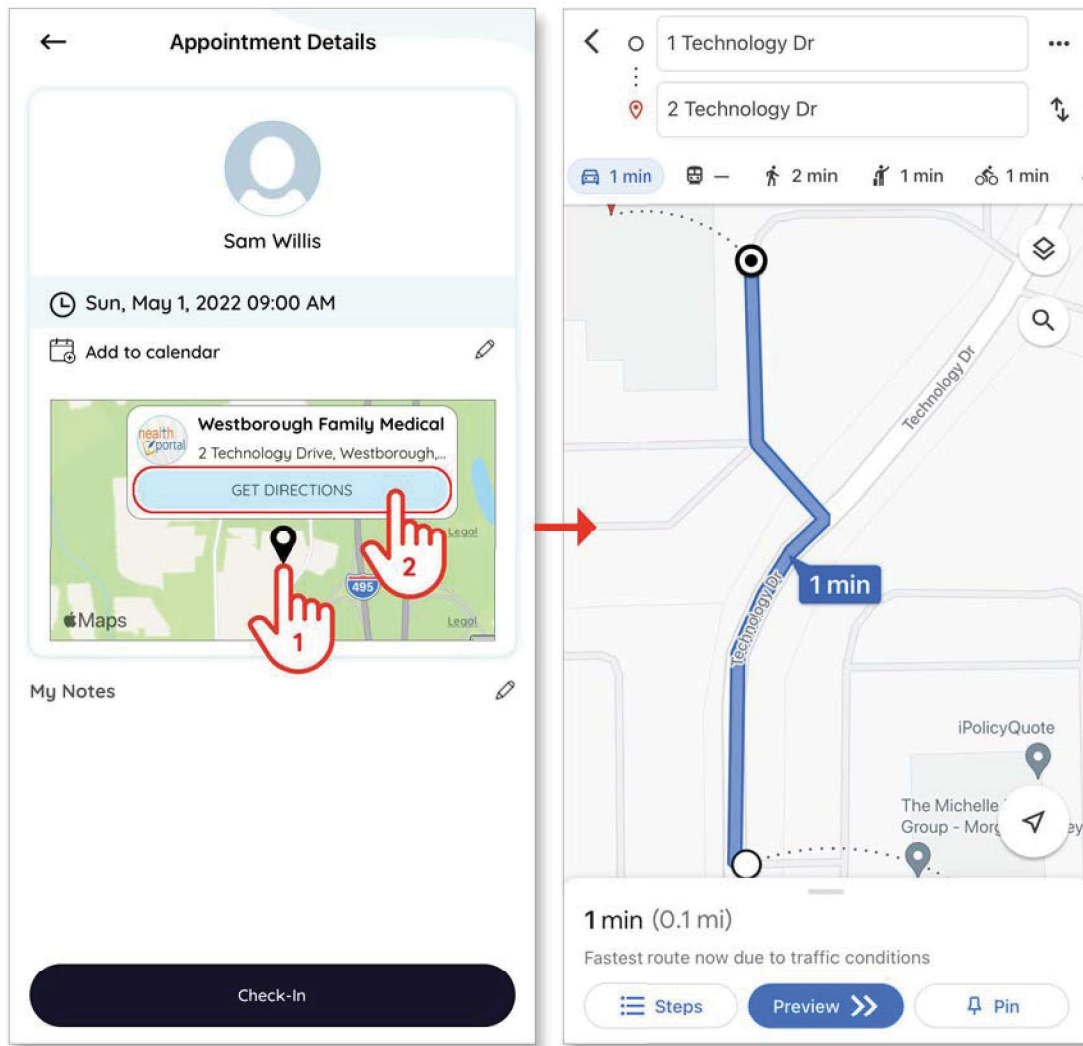 Appointment Details
Sam Willis
Sun, May 1, 2022 09:00 AM
Add to calendar
health
portal
Westborough Family Medical
2 Technology Drive, Westborough,...
GET DIRECTIONS
2
Legal
495
Maps
1
Legal
My Notes
Check-In
1 Technology Dr
2 Technology Dr
1 min
—
2 min
1 min
1 min
Technology Dr
1 min
Technology Dr
iPolicyQuote
The Michelle
Group - Morg
ey
1 min (0.1 mi)
Fastest route now due to traffic conditions
Steps
Preview
Pin